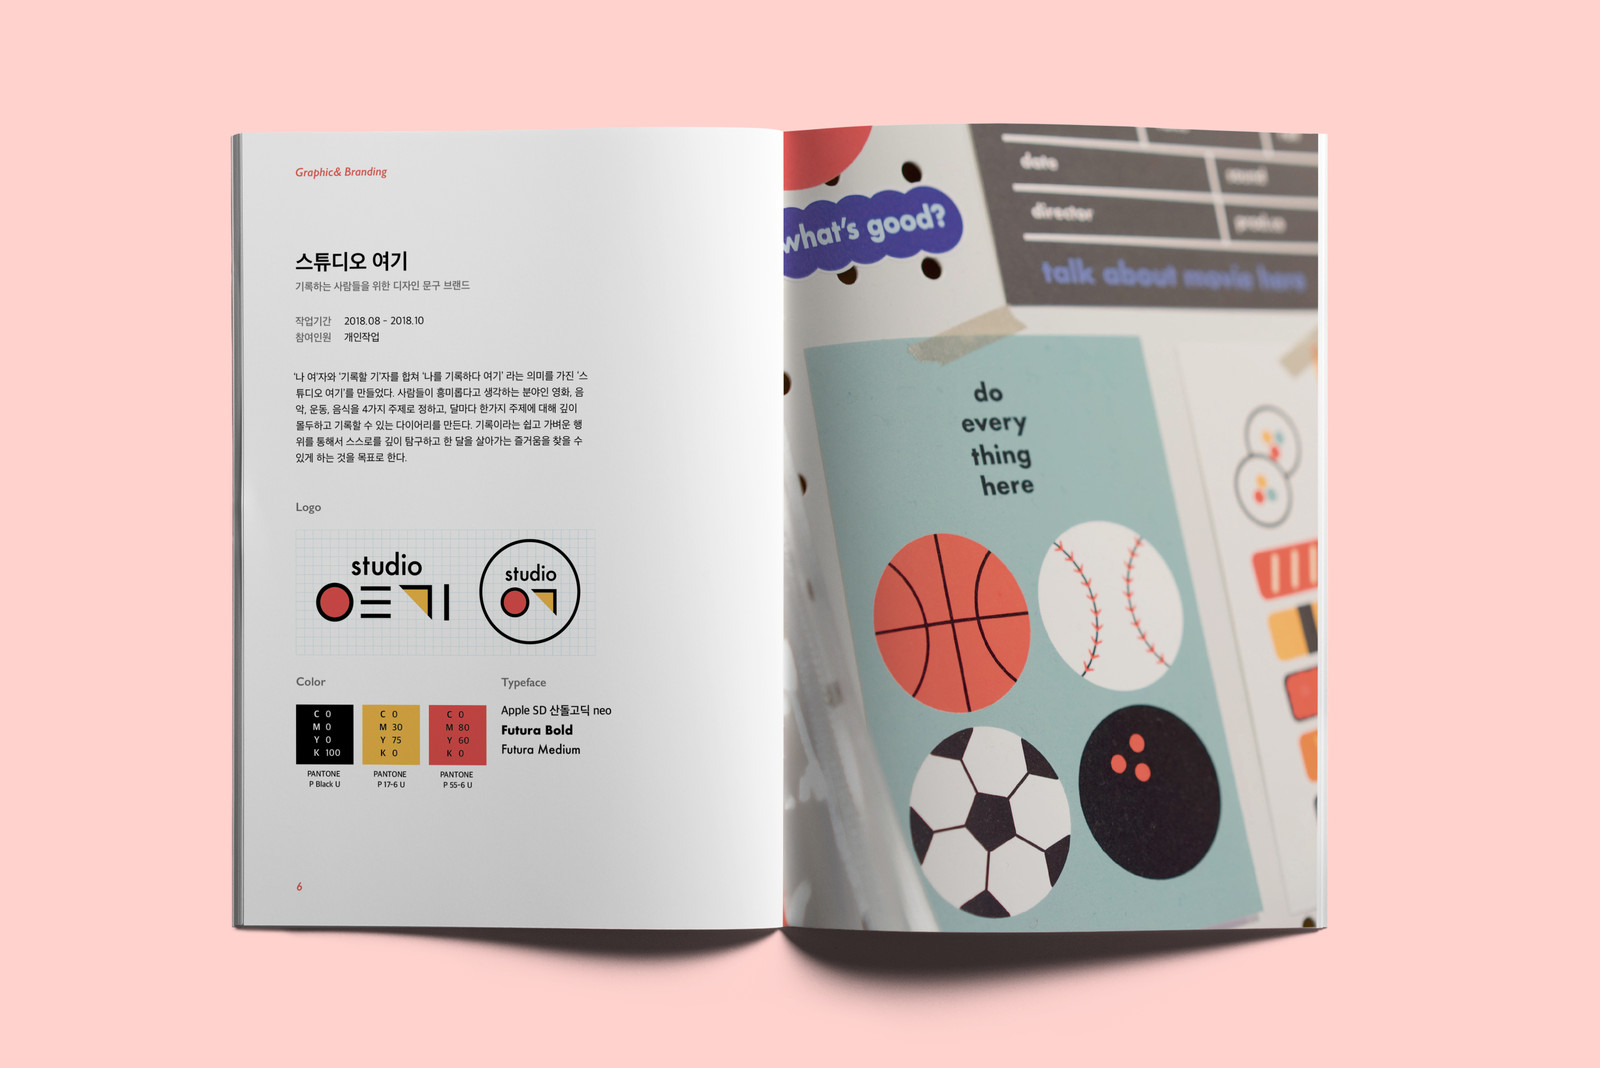 Graphic& Branding
스튜디오 여기
기록하는 사람들을 위한 디자인 문구 브랜드
작업기간 2018.08 - 2018.10
참여인원 개인작업
'나 여'자와 '기록할 기'자를 합쳐 '나를 기록하다 여기' 라는 의미를 가진 '스
튜디오 여기'를 만들었다. 사람들이 흥미롭다고 생각하는 분야인 영화, 음
악, 운동, 음식을 4가지 주제로 정하고, 달마다 한가지 주제에 대해 깊이
몰두하고 기록할 수 있는 다이어리를 만든다. 기록이라는 쉽고 가벼운 행
위를 통해서 스스로를 깊이 탐구하고 한 달을 살아가는 즐거움을 찾을 수
있게 하는 것을 목표로 한다.
Logo
studio
여기
studio
여기
Color
C 0
M 0
Y 0
K 100
PANTONE
P Black U
C 0
M 30
Y 75
K 0
PANTONE
P 17-6 U
C 0
M 80
Y 60
K 0
PANTONE
P 55-6 U
Typeface
Apple SD 산돌고딕 neo
Futura Bold
Futura Medium
6
what's good?
date
director
talk about movie here
do
every
thing
here